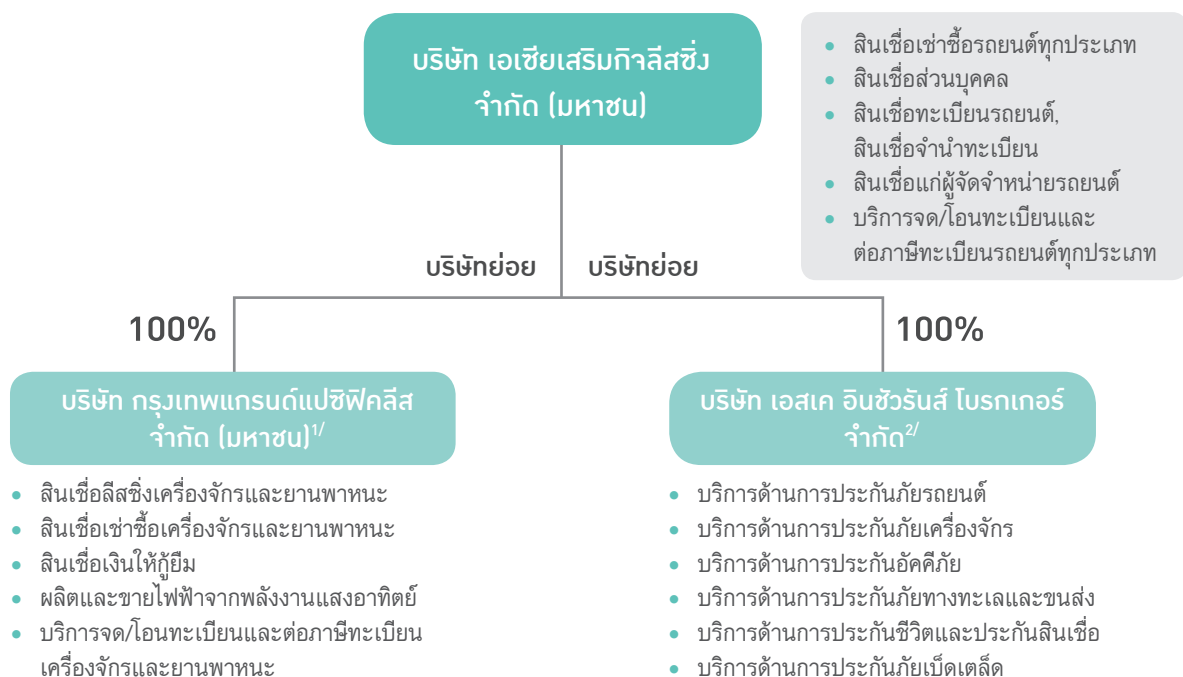 บริษัท เอเซียเสริมกิจลีสซิ่ง
จำกัด (มหาชน)
• สินเชื่อเช่าซื้อรถยนต์ทุกประเภท
• สินเชื่อส่วนบุคคล
• สินเชื่อทะเบียนรถยนต์,
สินเชื่อจำนำทะเบียน
• สินเชื่อแก่ผู้จัดจำหน่ายรถยนต์
• บริการจด/โอนทะเบียนและ
ต่อภาษีทะเบียนรถยนต์ทุกประเภท
บริษัทย่อย
บริษัทย่อย
100%
100%
บริษัท กรุงเทพแกรนด์แปซิฟิคลีส
จำกัด (มหาชน)1/
• สินเชื่อลีสซิ่งเครื่องจักรและยานพาหนะ
• สินเชื่อเช่าซื้อเครื่องจักรและยานพาหนะ
• สินเชื่อเงินให้กู้ยืม
• ผลิตและขายไฟฟ้าจากพลังงานแสงอาทิตย์
• บริการจด/โอนทะเบียนและต่อภาษีทะเบียน
เครื่องจักรและยานพาหนะ
บริษัท เอสเค อินชัวรันส์ โบรกเกอร์
จำกัด2/
• บริการด้านการประกันภัยรถยนต์
• บริการด้านการประกันภัยเครื่องจักร
• บริการด้านการประกันอัคคีภัย
• บริการด้านการประกันภัยทางทะเลและขนส่ง
• บริการด้านการประกันชีวิตและประกันสินเชื่อ
• บริการด้านการประกันภัยเบ็ดเตล็ด